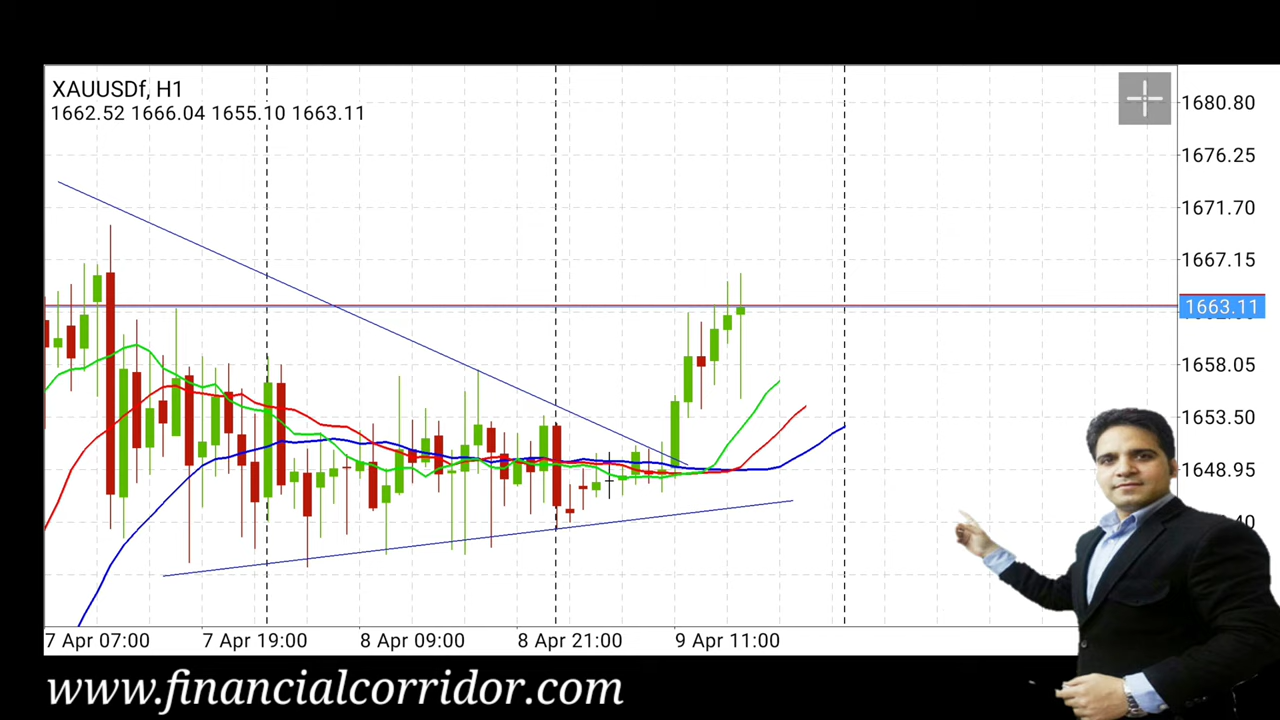 XAUUSDf, H1
1662.52 1666.04 1655.10 1663.11
1680.80
1676.25
1671.70
1667.15
1663.11
1658.05
1653.50
1648.95
7 Apr 07:00 7 Apr 19:00 8 Apr 09:00 8 Apr 21:00 9 Apr 11:00
www.financialcorridor.com